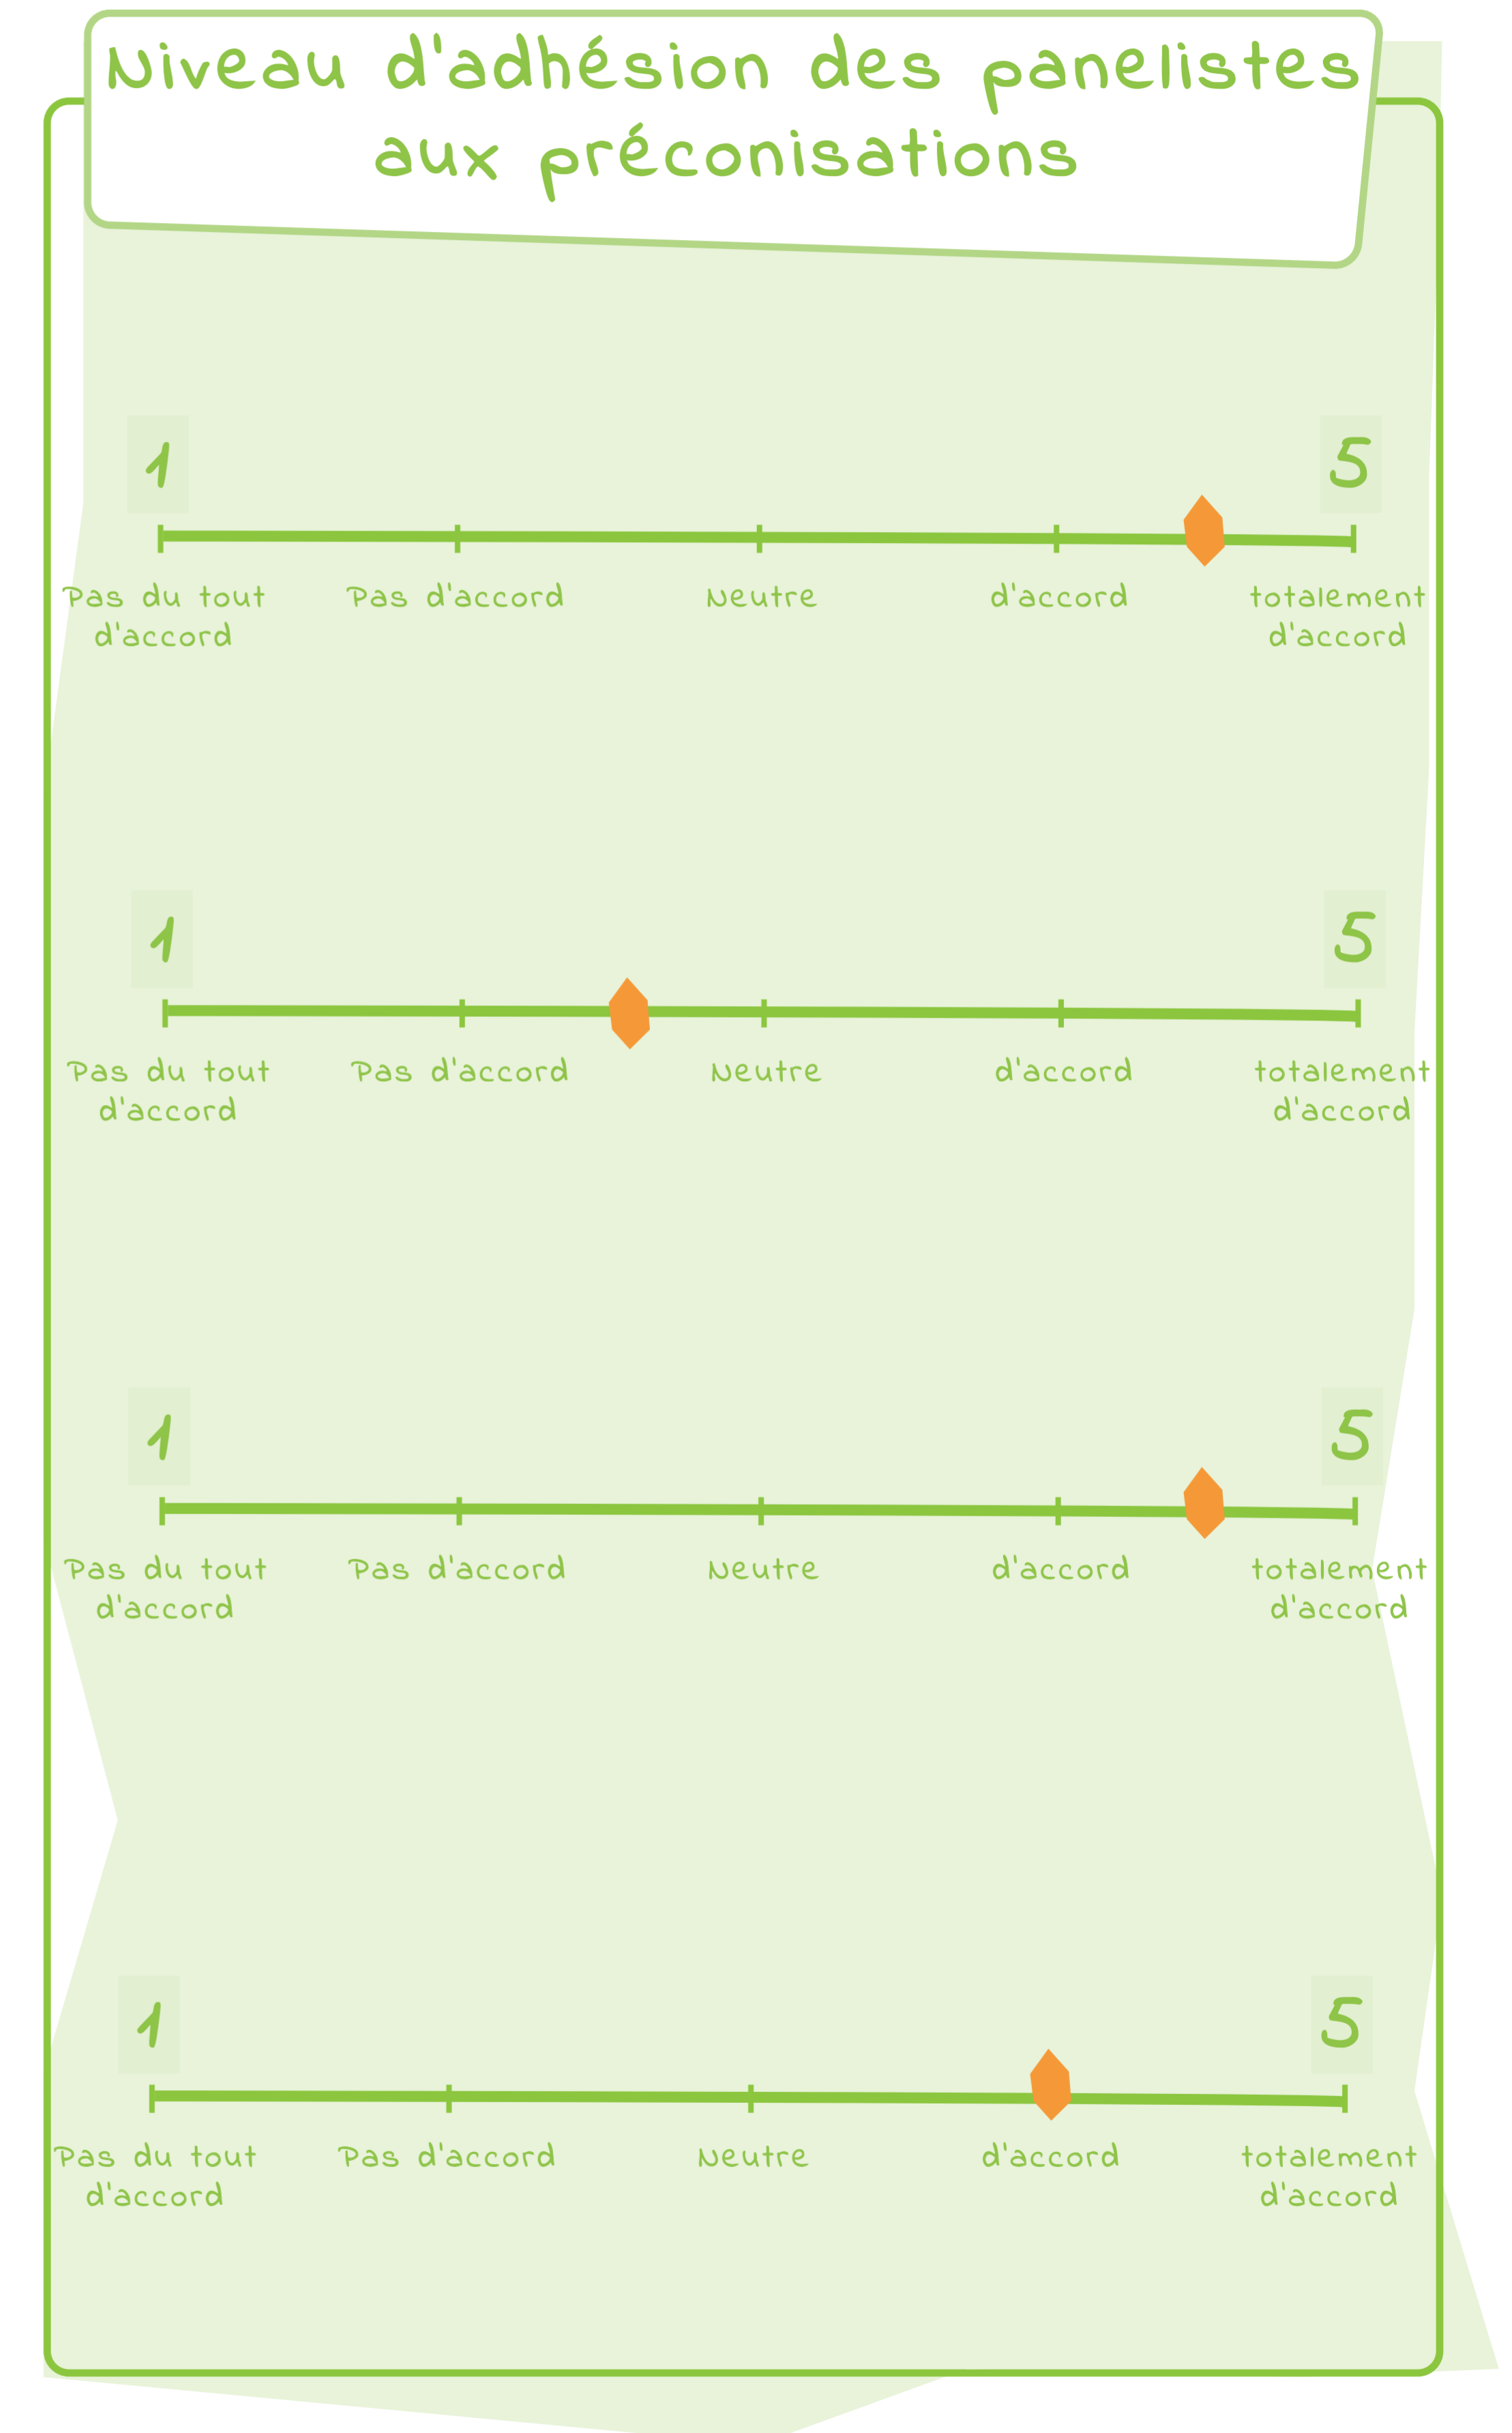 Niveau d'adhésion des panélistes
aux préconisations
1
5
Pas du tout
d'accord
Pas d'accord
Neutre
d'accord
totalement
d'accord
1
5
Pas du tout
d'accord
Pas d'accord
Neutre
d'accord
totalement
d'accord
1
5
Pas du tout
d'accord
Pas d'accord
Neutre
d'accord
totalement
d'accord
1
5
Pas du tout
d'accord
Pas d'accord
Neutre
d'accord
totalement
d'accord